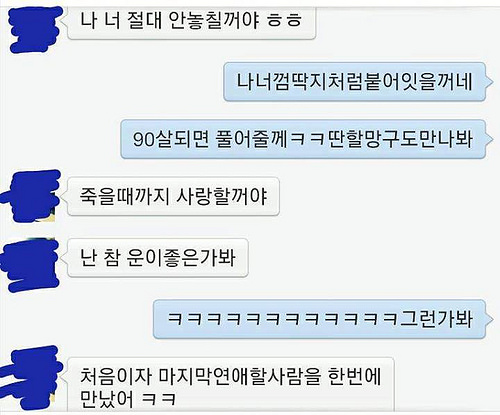 나 너 절대 안놓칠꺼야 ㅎㅎ
나너껌딱지처럼붙어잇을꺼네
90살되면 풀어줄께ㅋㅋ딴할망구도만나봐
죽을때까지 사랑할꺼야
난 참 운이좋은가봐
ㅋㅋㅋㅋㅋㅋㅋㅋㅋㅋㅋㅋ그런가봐
처음이자 마지막연애할사람을 한번에
만났어 ㅋㅋ